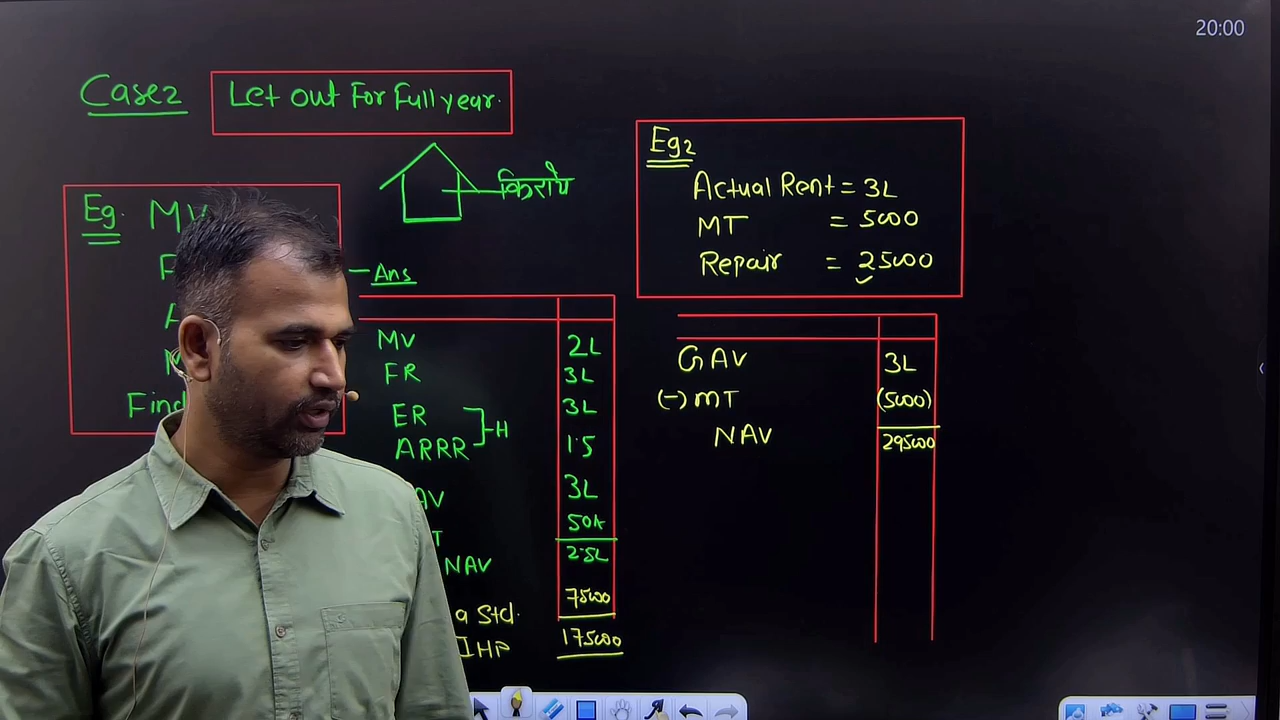 20:00
Case2
Let out For Full year.
किराये
Eg. MV
Find
Ans
MV 2L
FR 3L
ER 3L
ARRR 1.5
H
AV 3L
T 50k
NAV 2.5L
a Std. 75000
IHP 175000
Eg2
Actual Rent = 3L
MT = 5000
Repair = 25000
GAV 3L
(-) MT (5000)
NAV 295000